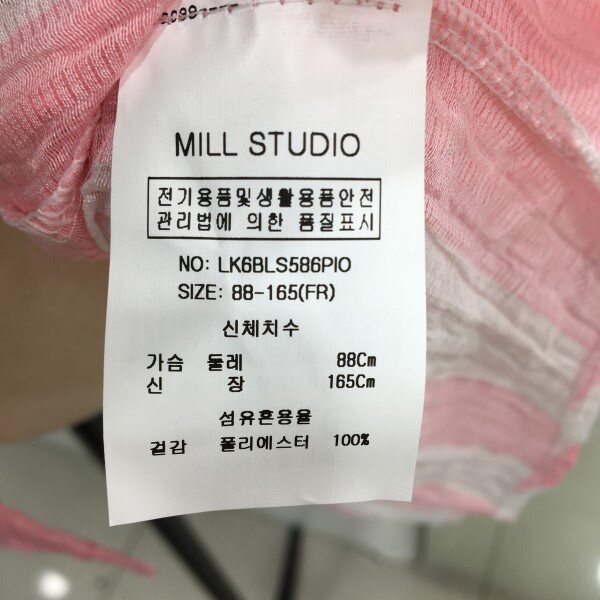 MILL STUDIO
전기용품및생활용품안전
관리법에 의한 품질표시
NO: LK6BLS586PIO
SIZE: 88-165(FR)
신체치수
가슴 둘레 88Cm
신 장 165Cm
섬유혼용율
겉감 폴리에스터 100%